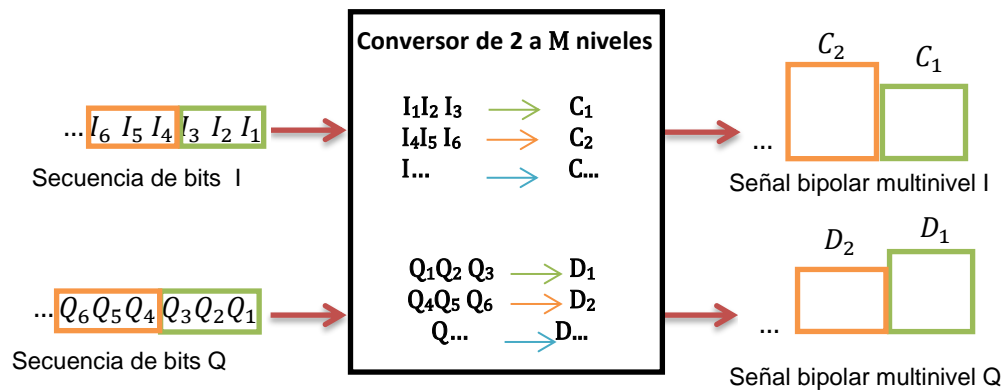 Conversor de 2 a M niveles
C₂
C₁
I₁I₂ I₃ C₁
... I₆ I₅ I₄ I₃ I₂ I₁
I₄I₅ I₆ C₂
...
Secuencia de bits I
I... C...
Señal bipolar multinivel I
D₂
D₁
Q₁Q₂ Q₃ D₁
Q₄Q₅ Q₆ D₂
...Q₆Q₅Q₄ Q₃Q₂Q₁
Q... D...
...
Secuencia de bits Q
Señal bipolar multinivel Q